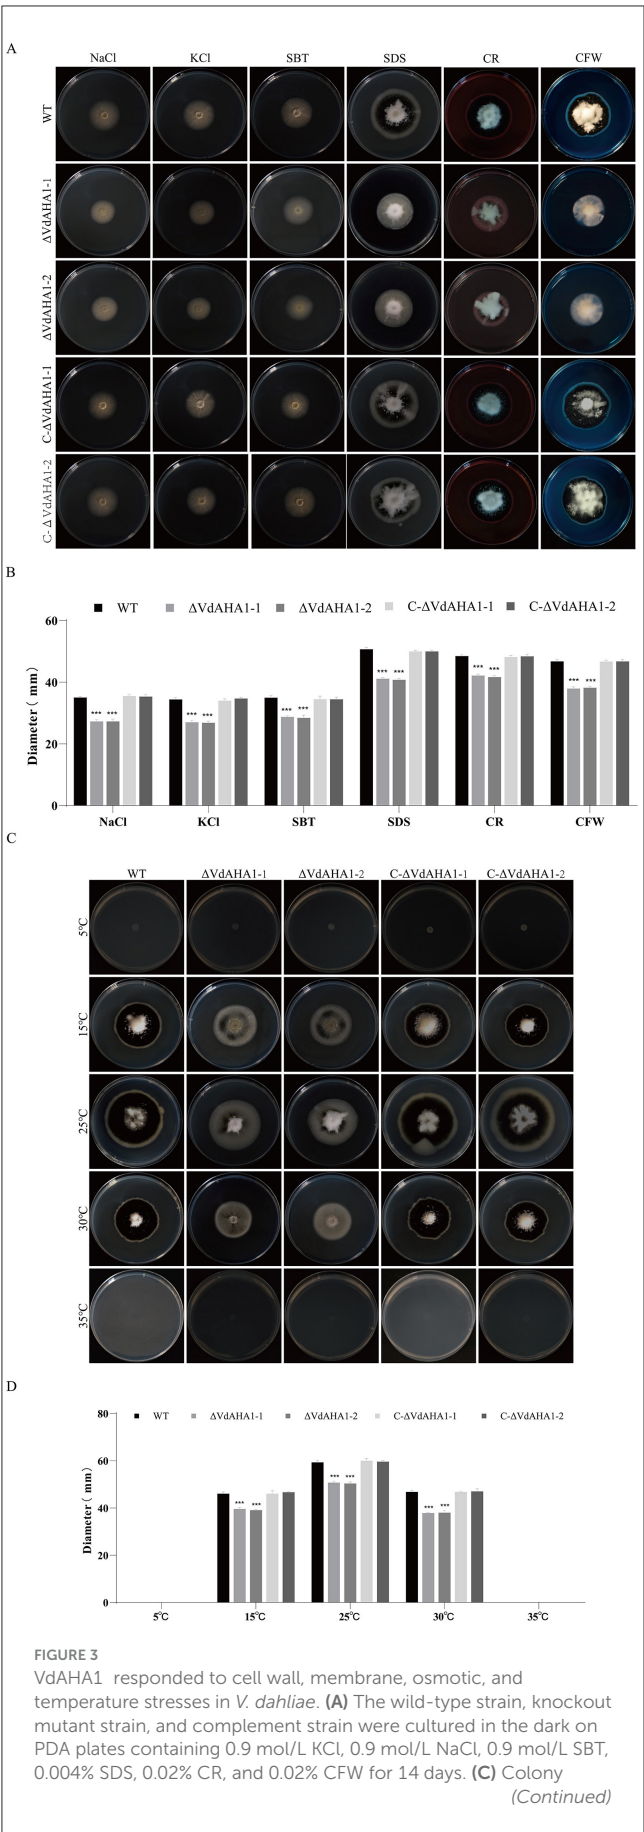 A
NaCl KCl SBT SDS CR CFW
WT
ΔVdAHA1-1
ΔVdAHA1-2
C-ΔVdAHA1-1
C- ΔVdAHA1-2
B
WT ΔVdAHA1-1 ΔVdAHA1-2 C-ΔVdAHA1-1 C-ΔVdAHA1-2
Diameter ( mm)
60
40
20
0
*** *** *** *** *** *** *** *** *** *** *** ***
NaCl KCl SBT SDS CR CFW
C
WT ΔVdAHA1-1 ΔVdAHA1-2 C-ΔVdAHA1-1 C-ΔVdAHA1-2
5℃
15℃
25℃
30℃
35℃
D
WT ΔVdAHA1-1 ΔVdAHA1-2 C-ΔVdAHA1-1 C-ΔVdAHA1-2
Diameter ( mm)
80
60
40
20
0
*** *** *** *** *** ***
5℃ 15℃ 25℃ 30℃ 35℃
FIGURE 3
VdAHA1 responded to cell wall, membrane, osmotic, and
temperature stresses in V. dahliae. (A) The wild-type strain, knockout
mutant strain, and complement strain were cultured in the dark on
PDA plates containing 0.9 mol/L KCl, 0.9 mol/L NaCl, 0.9 mol/L SBT,
0.004% SDS, 0.02% CR, and 0.02% CFW for 14 days. (C) Colony
(Continued)